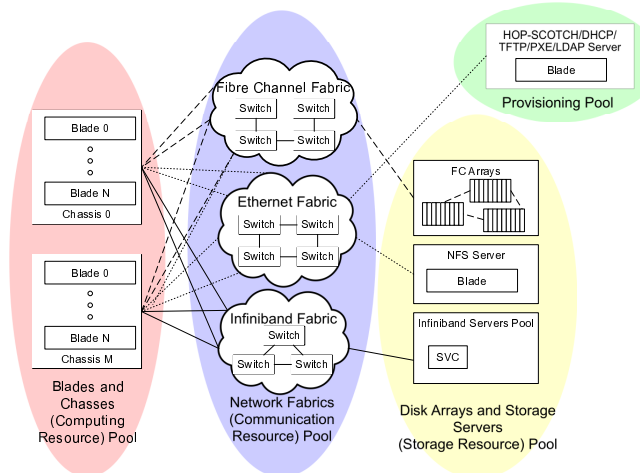 HOP-SCOTCH/DHCP/
TFTP/PXE/LDAP Server
Blade
Provisioning Pool
Fibre Channel Fabric
Switch
Switch
Switch
Switch
Blade 0
Blade N
Chassis 0
Ethernet Fabric
Switch
Switch
Switch
Switch
FC Arrays
NFS Server
Blade
Blade 0
Blade N
Chassis M
Infiniband Fabric
Switch
Switch
Switch
Infiniband Servers Pool
SVC
Blades and
Chasses
(Computing
Resource) Pool
Network Fabrics
(Communication
Resource) Pool
Disk Arrays and Storage
Servers
(Storage Resource) Pool